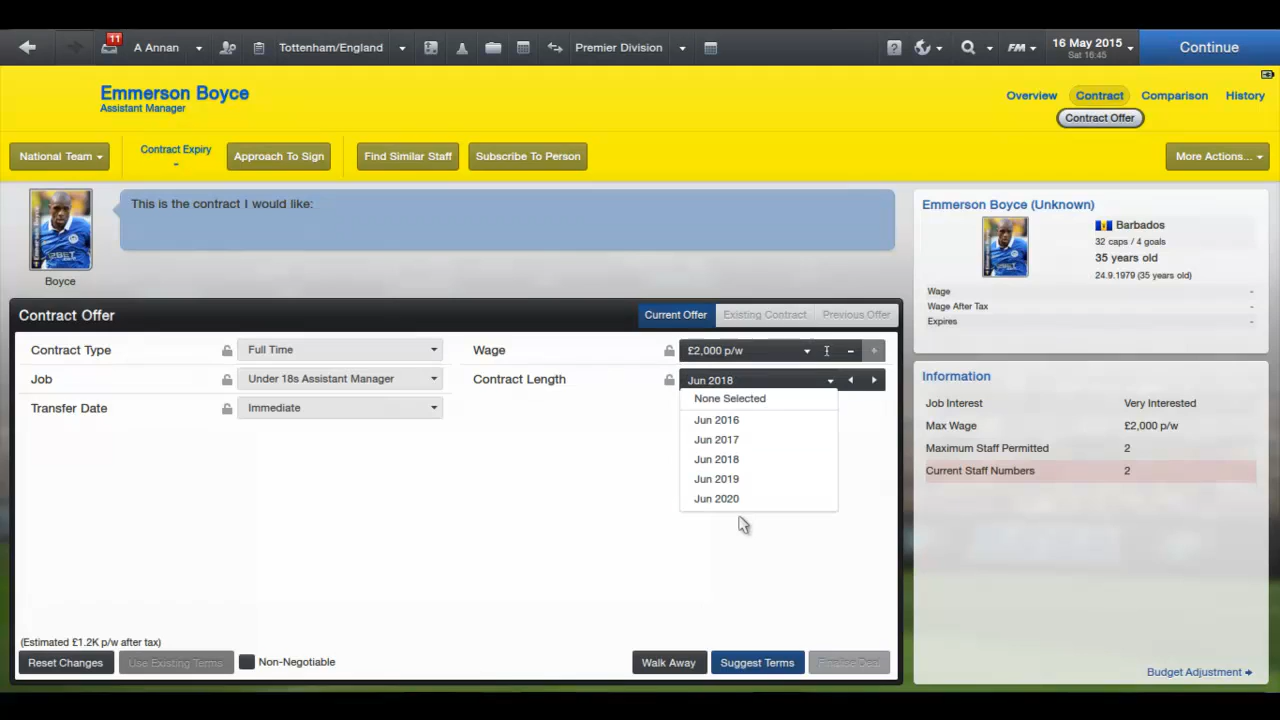 11
A Annan
Tottenham/England
Premier Division
FM
16 May 2015
Sat 16:45
Continue
Emmerson Boyce
Assistant Manager
Overview
Contract
Comparison
History
Contract Offer
National Team
Contract Expiry
-
Approach To Sign
Find Similar Staff
Subscribe To Person
More Actions...
This is the contract I would like:
Boyce
Emmerson Boyce (Unknown)
Barbados
32 caps / 4 goals
35 years old
24.9.1979 (35 years old)
Wage -
Wage After Tax -
Expires -
Contract Offer
Current Offer
Existing Contract
Previous Offer
Contract Type Full Time
Job Under 18s Assistant Manager
Transfer Date Immediate
Wage £2,000 p/w
Contract Length Jun 2018
None Selected
Jun 2016
Jun 2017
Jun 2018
Jun 2019
Jun 2020
Information
Job Interest Very Interested
Max Wage £2,000 p/w
Maximum Staff Permitted 2
Current Staff Numbers 2
(Estimated £1.2K p/w after tax)
Reset Changes
Use Existing Terms
Non-Negotiable
Walk Away
Suggest Terms
Finalise Deal
Budget Adjustment